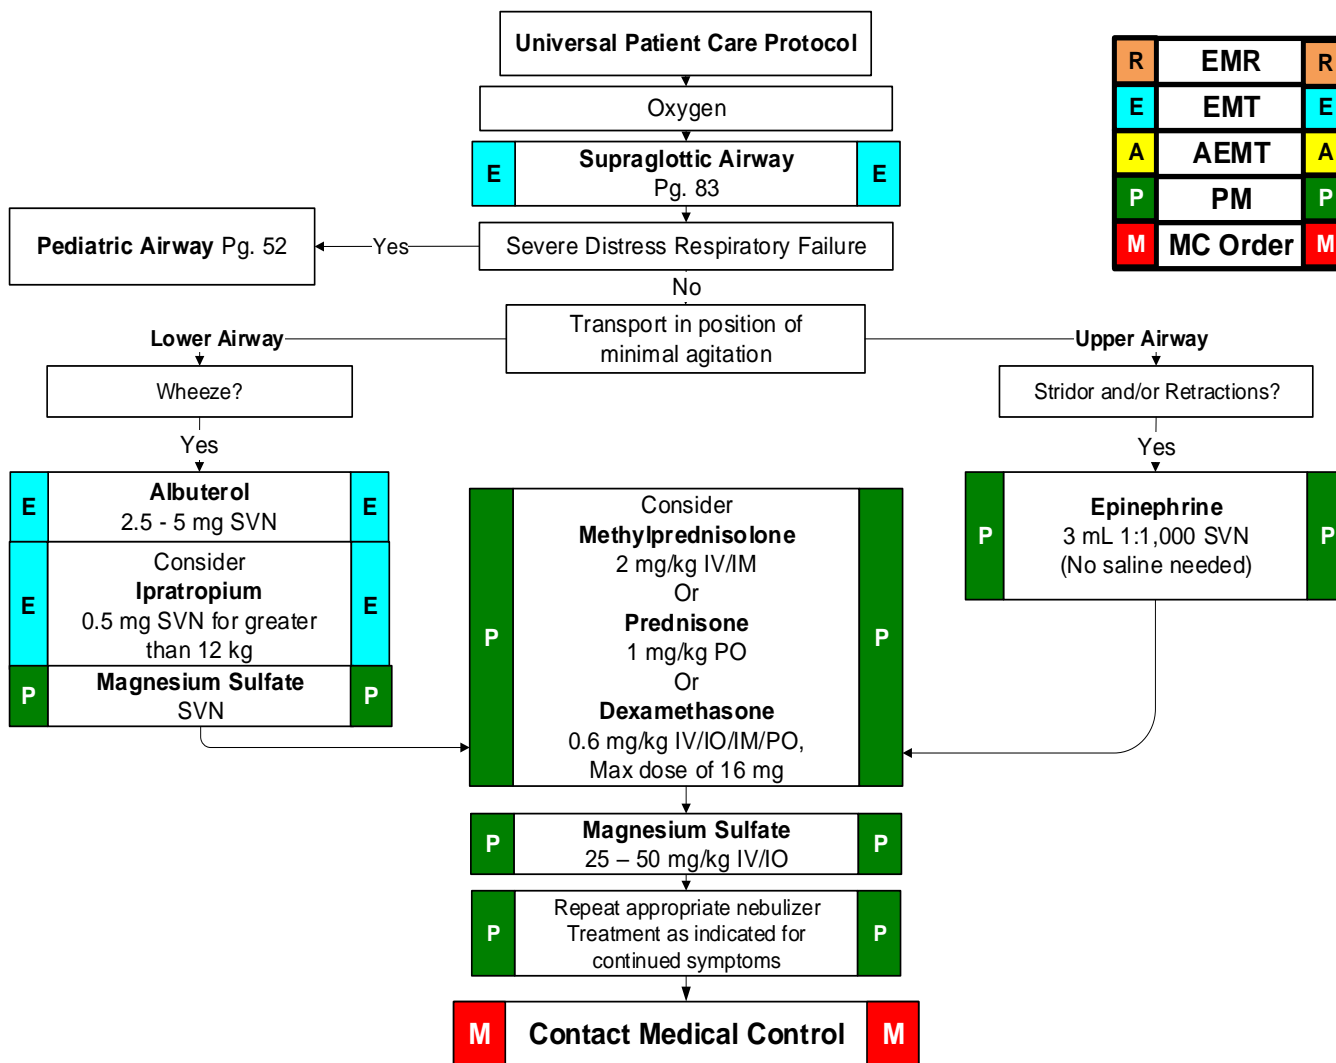 Universal Patient Care Protocol
Oxygen
E
Supraglottic Airway
E
Pg. 83
R EMR R
E EMT E
A AEMT A
P PM P
M MC Order M
Pediatric Airway Pg. 52
Yes
Severe Distress Respiratory Failure
No
Transport in position of
minimal agitation
Lower Airway
Upper Airway
Wheeze?
Stridor and/or Retractions?
Yes
Yes
E
Albuterol
E
2.5 - 5 mg SVN
E
Consider
Ipratropium
E
0.5 mg SVN for greater
than 12 kg
P
Magnesium Sulfate
P
SVN
P
Consider
Methylprednisolone
2 mg/kg IV/IM
Or
Prednisone
1 mg/kg PO
Or
Dexamethasone
0.6 mg/kg IV/IO/IM/PO,
Max dose of 16 mg
P
P
Epinephrine
3 mL 1:1,000 SVN
(No saline needed)
P
P
Magnesium Sulfate
25 – 50 mg/kg IV/IO
P
P
Repeat appropriate nebulizer
Treatment as indicated for
continued symptoms
P
M
Contact Medical Control
M